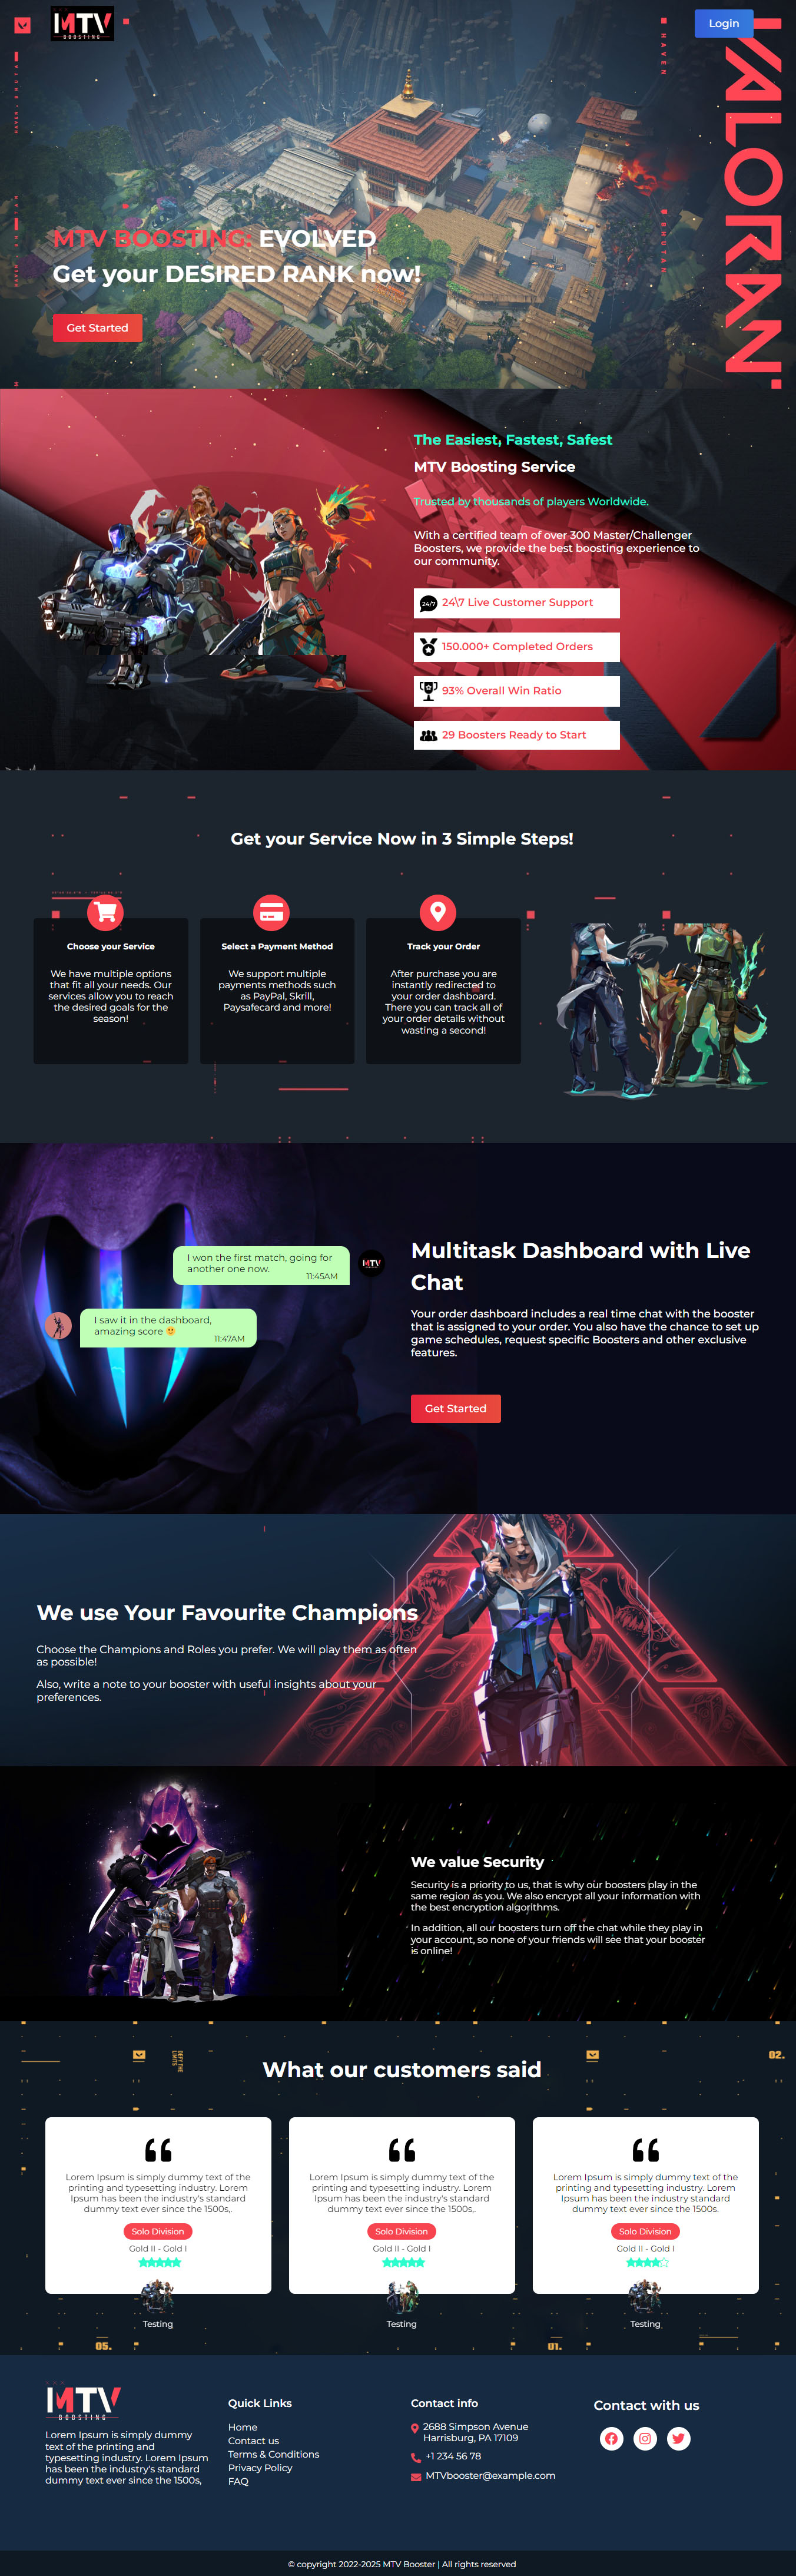 MTV
BOOSTING
Login
HAVEN
BHUTAN
VALORANT
MTV BOOSTING: EVOLVED
Get your DESIRED RANK now!
Get Started
The Easiest, Fastest, Safest
MTV Boosting Service
Trusted by thousands of players Worldwide.
With a certified team of over 300 Master/Challenger
Boosters, we provide the best boosting experience to
our community.
24/7
24\7 Live Customer Support
150.000+ Completed Orders
93% Overall Win Ratio
29 Boosters Ready to Start
Get your Service Now in 3 Simple Steps!
Choose your Service
We have multiple options
that fit all your needs. Our
services allow you to reach
the desired goals for the
season!
Select a Payment Method
We support multiple
payments methods such
as PayPal, Skrill,
Paysafecard and more!
Track your Order
After purchase you are
instantly redirected to
your order dashboard.
There you can track all of
your order details without
wasting a second!
I won the first match, going for
another one now.
11:45AM
MTV
I saw it in the dashboard,
amazing score 😍
11:47AM
Multitask Dashboard with Live
Chat
Your order dashboard includes a real time chat with the booster
that is assigned to your order. You also have the chance to set up
game schedules, request specific Boosters and other exclusive
features.
Get Started
We use Your Favourite Champions
Choose the Champions and Roles you prefer. We will play them as often
as possible!
Also, write a note to your booster with useful insights about your
preferences.
We value Security
Security is a priority to us, that is why our boosters play in the
same region as you. We also encrypt all your information with
the best encryption algorithms.
In addition, all our boosters turn off the chat while they play in
your account, so none of your friends will see that your booster
is online!
DEFY THE
LIMITS
02.
What our customers said
Lorem Ipsum is simply dummy text of the
printing and typesetting industry. Lorem
Ipsum has been the industry's standard
dummy text ever since the 1500s,.
Solo Division
Gold II - Gold I
Testing
Lorem Ipsum is simply dummy text of the
printing and typesetting industry. Lorem
Ipsum has been the industry's standard
dummy text ever since the 1500s,.
Solo Division
Gold II - Gold I
Testing
Lorem Ipsum is simply dummy text of the
printing and typesetting industry. Lorem
Ipsum has been the industry standard
dummy text ever since the 1500s.
Solo Division
Gold II - Gold I
Testing
05.
01.
MTV
BOOSTING
Lorem Ipsum is simply dummy
text of the printing and
typesetting industry. Lorem Ipsum
has been the industry's standard
dummy text ever since the 1500s,
Quick Links
Home
Contact us
Terms & Conditions
Privacy Policy
FAQ
Contact info
2688 Simpson Avenue
Harrisburg, PA 17109
+1 234 56 78
MTVbooster@example.com
Contact with us
© copyright 2022-2025 MTV Booster | All rights reserved